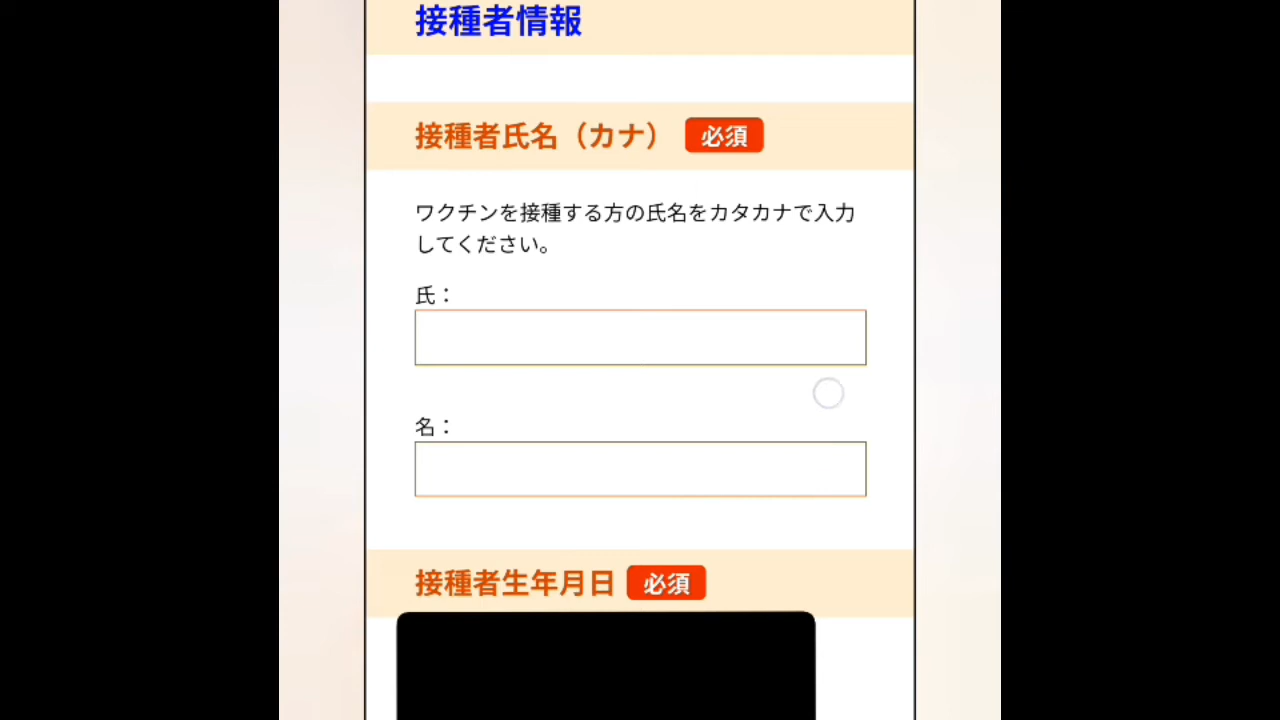 接種者情報
接種者氏名（カナ） 必須
ワクチンを接種する方の氏名をカタカナで入力
してください。
氏：
名：
接種者生年月日 必須